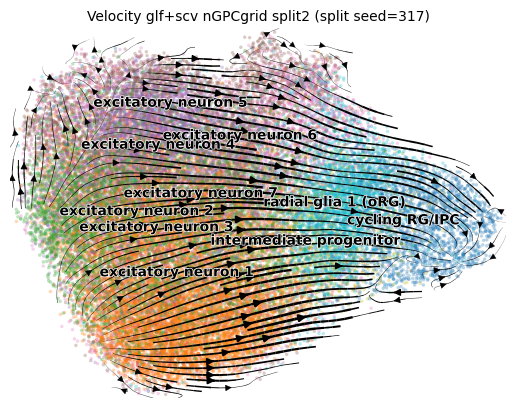 Velocity glf+scv nGPCgrid split2 (split seed=317)
excitatory neuron 5
excitatory neuron 6
excitatory neuron 4
excitatory neuron 7
radial glia 1 (oRG)
excitatory neuron 2
cycling RG/IPC
excitatory neuron 3
intermediate progenitor
excitatory neuron 1